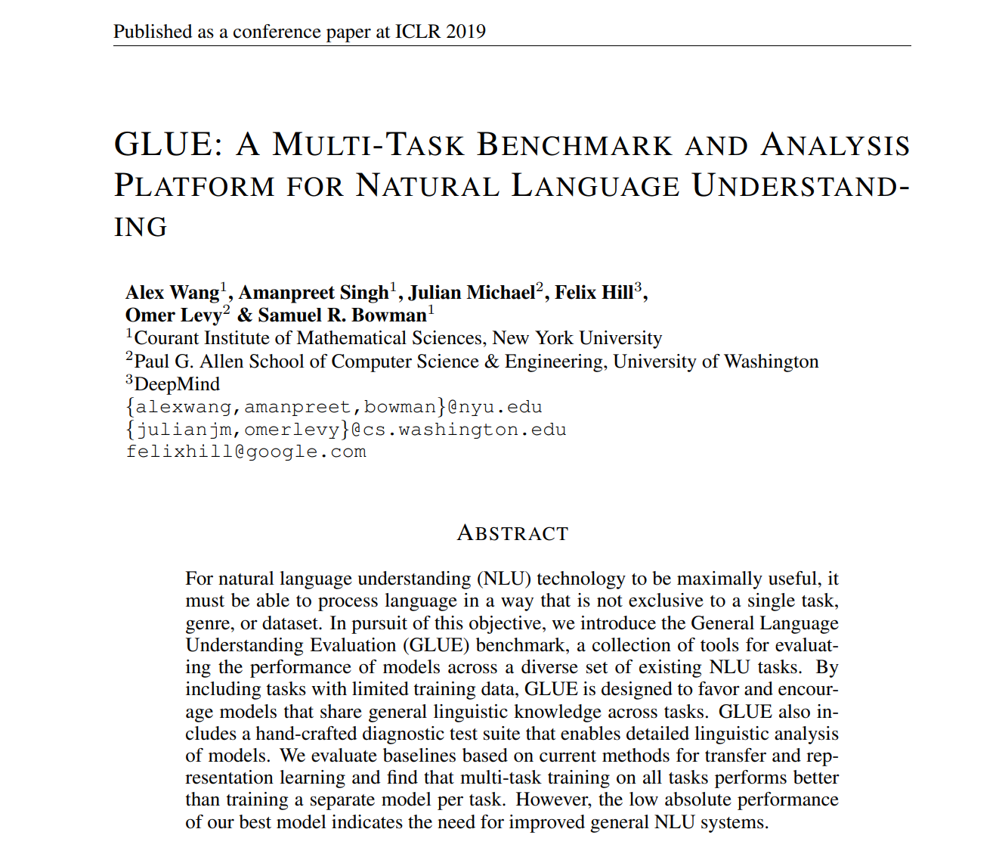 Published as a conference paper at ICLR 2019
GLUE: A MULTI-TASK BENCHMARK AND ANALYSIS
PLATFORM FOR NATURAL LANGUAGE UNDERSTAND-
ING
Alex Wang¹, Amanpreet Singh¹, Julian Michael², Felix Hill³,
Omer Levy² & Samuel R. Bowman¹
¹Courant Institute of Mathematical Sciences, New York University
²Paul G. Allen School of Computer Science & Engineering, University of Washington
³DeepMind
{alexwang,amanpreet,bowman}@nyu.edu
{julianjm,omerlevy}@cs.washington.edu
felixhill@google.com
ABSTRACT
For natural language understanding (NLU) technology to be maximally useful, it
must be able to process language in a way that is not exclusive to a single task,
genre, or dataset. In pursuit of this objective, we introduce the General Language
Understanding Evaluation (GLUE) benchmark, a collection of tools for evaluat-
ing the performance of models across a diverse set of existing NLU tasks. By
including tasks with limited training data, GLUE is designed to favor and encour-
age models that share general linguistic knowledge across tasks. GLUE also in-
cludes a hand-crafted diagnostic test suite that enables detailed linguistic analysis
of models. We evaluate baselines based on current methods for transfer and rep-
resentation learning and find that multi-task training on all tasks performs better
than training a separate model per task. However, the low absolute performance
of our best model indicates the need for improved general NLU systems.